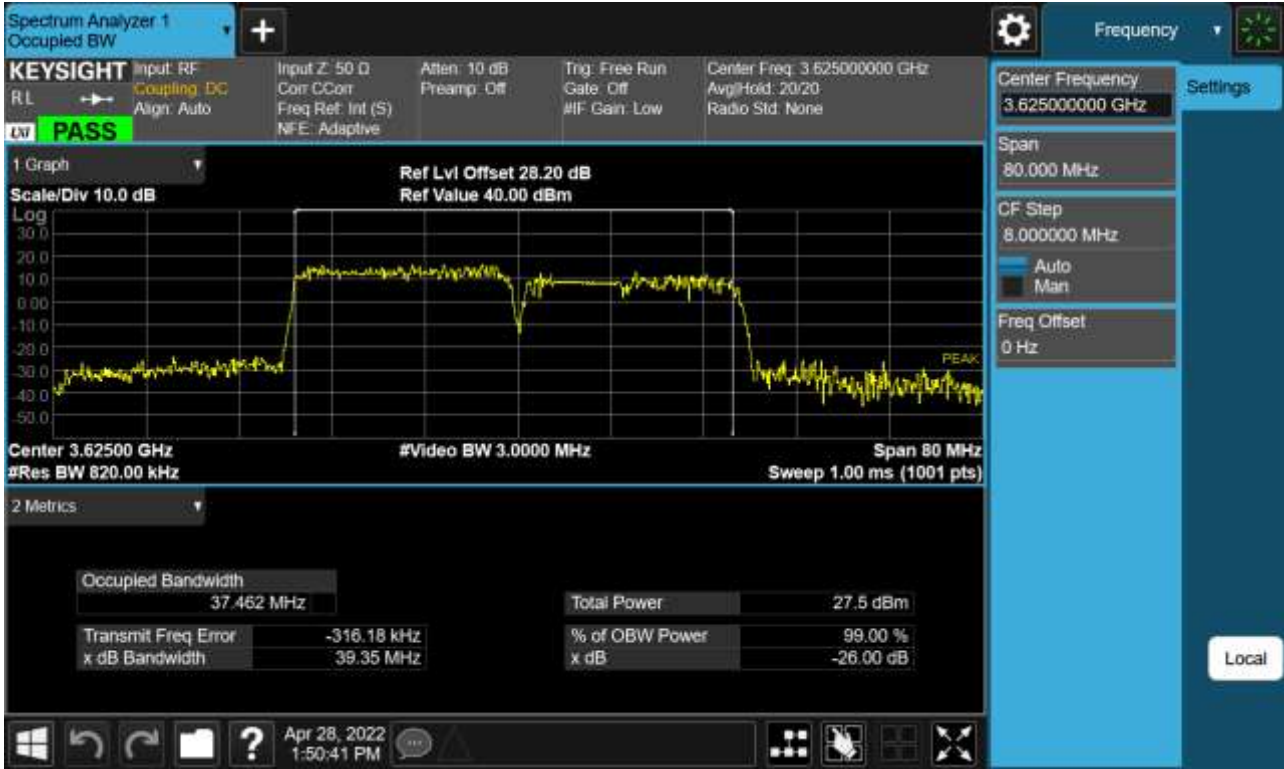 Spectrum Analyzer 1
Occupied BW
+
Frequency
KEYSIGHT
RL
LXI
PASS
Input: RF
Coupling: DC
Align: Auto
Input Z: 50 Ω
Corr CCorr
Freq Ref: Int (S)
NFE: Adaptive
Atten: 10 dB
Preamp: Off
Trig: Free Run
Gate: Off
#IF Gain: Low
Center Freq: 3.625000000 GHz
Avg|Hold: 20/20
Radio Std: None
1 Graph
Scale/Div 10.0 dB
Ref Lvl Offset 28.20 dB
Ref Value 40.00 dBm
Log
30.0
20.0
10.0
0.00
-10.0
-20.0
-30.0
-40.0
-50.0
PEAK
Center 3.62500 GHz
#Res BW 820.00 kHz
#Video BW 3.0000 MHz
Span 80 MHz
Sweep 1.00 ms (1001 pts)
2 Metrics
Occupied Bandwidth
37.462 MHz
Transmit Freq Error -316.18 kHz
x dB Bandwidth 39.35 MHz
Total Power 27.5 dBm
% of OBW Power 99.00 %
x dB -26.00 dB
Center Frequency
3.625000000 GHz
Span
80.000 MHz
CF Step
8.000000 MHz
Auto
Man
Freq Offset
0 Hz
Settings
Local
?
Apr 28, 2022
1:50:41 PM